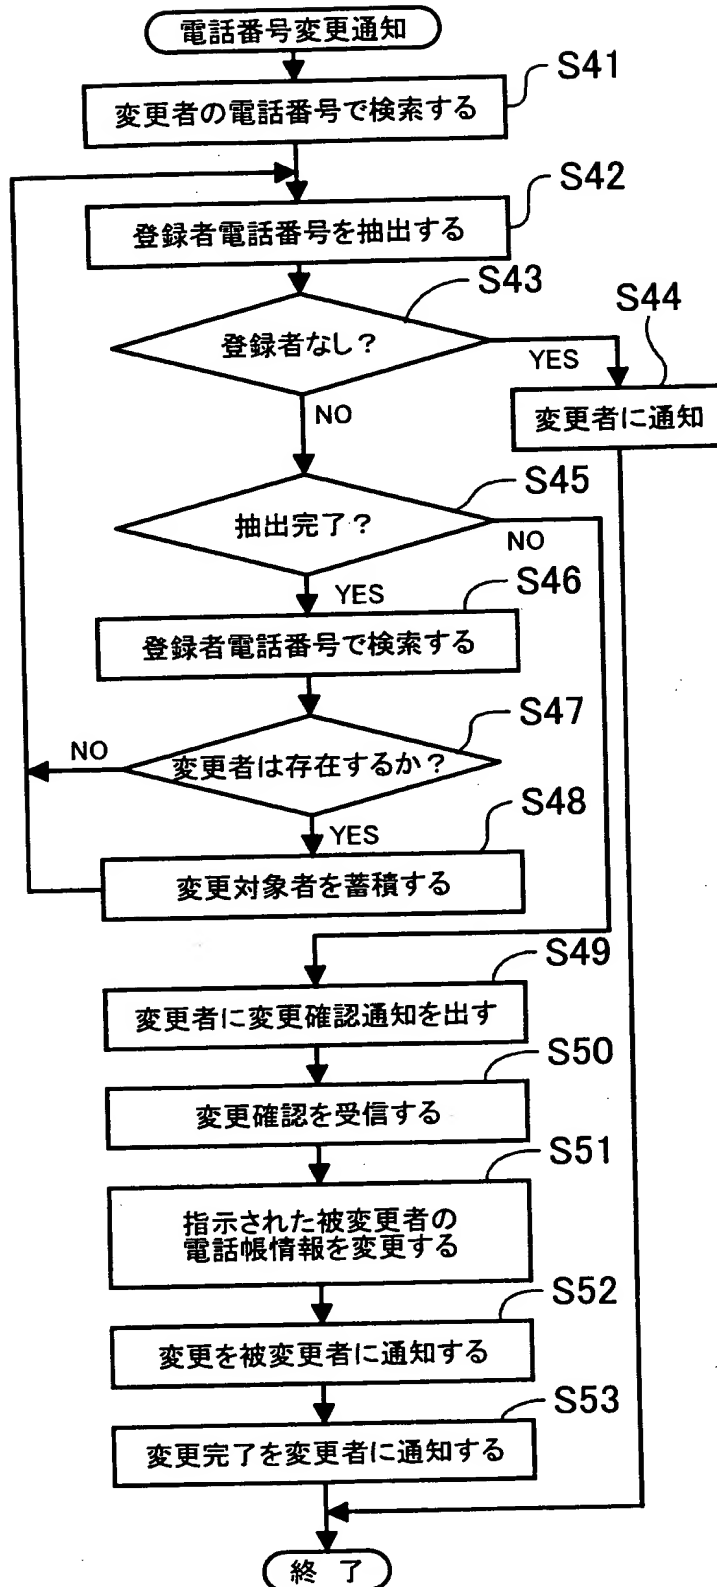 電話番号変更通知
S41
変更者の電話番号で検索する
S42
登録者電話番号を抽出する
S43
登録者なし?
YES
S44
変更者に通知
NO
S45
抽出完了?
NO
YES
S46
登録者電話番号で検索する
S47
変更者は存在するか?
NO
YES
S48
変更対象者を蓄積する
S49
変更者に変更確認通知を出す
S50
変更確認を受信する
S51
指示された被変更者の
電話帳情報を変更する
S52
変更を被変更者に通知する
S53
変更完了を変更者に通知する
終 了